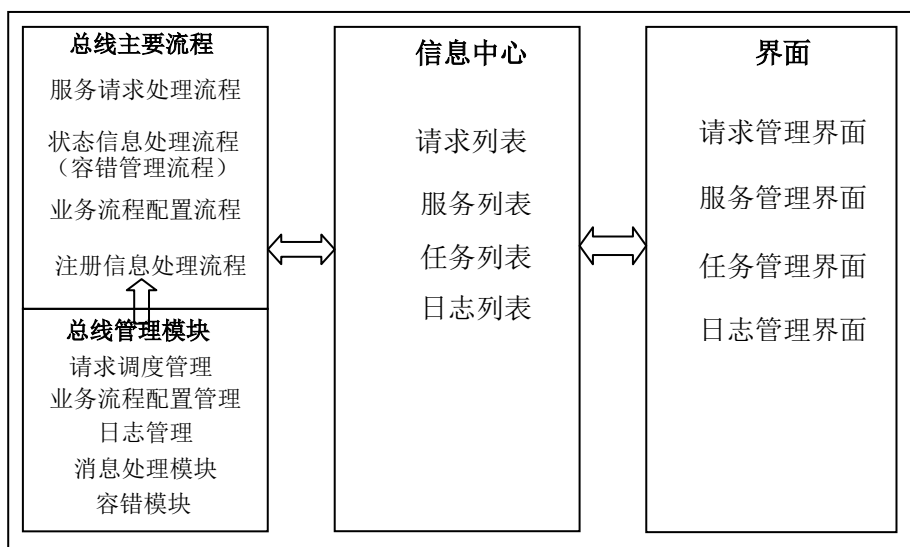 总线主要流程
服务请求处理流程
状态信息处理流程
（容错管理流程）
业务流程配置流程
注册信息处理流程
总线管理模块
请求调度管理
业务流程配置管理
日志管理
消息处理模块
容错模块
信息中心
请求列表
服务列表
任务列表
日志列表
界面
请求管理界面
服务管理界面
任务管理界面
日志管理界面